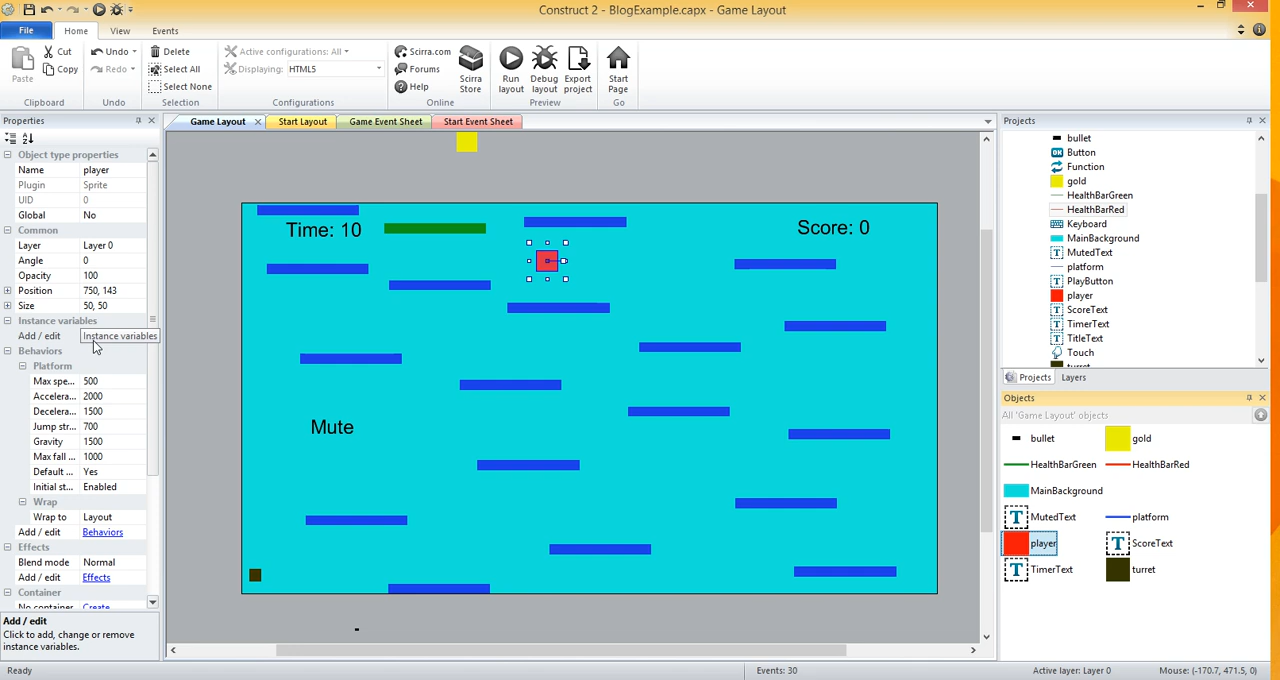 Construct 2 - BlogExample.capx - Game Layout
File Home View Events
Paste
Cut
Copy
Clipboard
Undo
Redo
Undo
Delete
Select All
Select None
Selection
Active configurations: All
Displaying: HTML5
Configurations
Scirra.com
Forums
Help
Scirra Store
Online
Run layout
Debug layout
Export project
Preview
Start Page
Go
Properties
Object type properties
Name player
Plugin Sprite
UID 0
Global No
Common
Layer Layer 0
Angle 0
Opacity 100
Position 750, 143
Size 50, 50
Instance variables
Add / edit Instance variables
Behaviors
Platform
Max spe... 500
Accelera... 2000
Decelera... 1500
Jump str... 700
Gravity 1500
Max fall ... 1000
Default ... Yes
Initial st... Enabled
Wrap
Wrap to Layout
Add / edit Behaviors
Effects
Blend mode Normal
Add / edit Effects
Container
No container Create
Add / edit
Click to add, change or remove
instance variables.
Game Layout Start Layout Game Event Sheet Start Event Sheet
Time: 10
Score: 0
Mute
Projects
bullet
Button
Function
gold
HealthBarGreen
HealthBarRed
Keyboard
MainBackground
MutedText
platform
PlayButton
player
ScoreText
TimerText
TitleText
Touch
turret
Projects Layers
Objects
All 'Game Layout' objects
bullet gold
HealthBarGreen HealthBarRed
MainBackground
MutedText platform
player ScoreText
TimerText turret
Ready Events: 30 Active layer: Layer 0 Mouse: (-170.7, 471.5, 0)